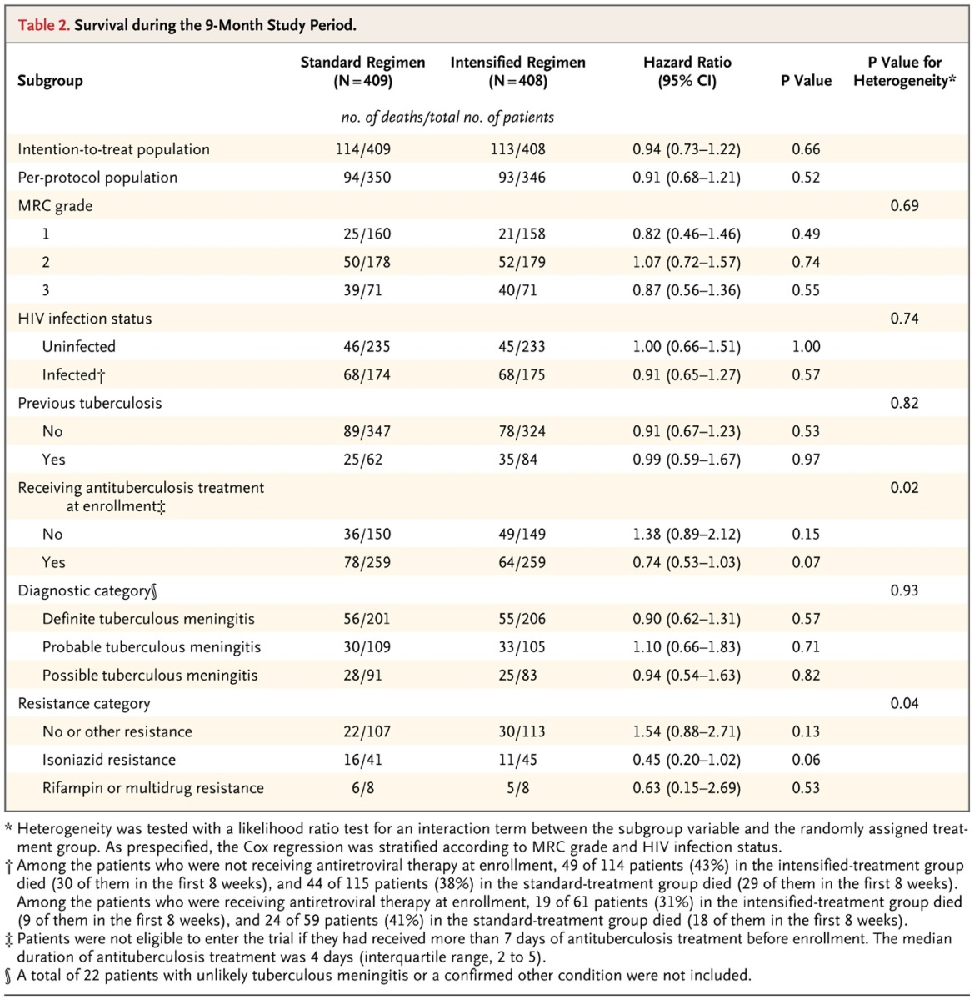 Table 2. Survival during the 9-Month Study Period.
Subgroup Standard Regimen (N=409) Intensified Regimen (N=408) Hazard Ratio (95% CI) P Value P Value for Heterogeneity*
no. of deaths/total no. of patients
Intention-to-treat population 114/409 113/408 0.94 (0.73–1.22) 0.66
Per-protocol population 94/350 93/346 0.91 (0.68–1.21) 0.52
MRC grade 0.69
1 25/160 21/158 0.82 (0.46–1.46) 0.49
2 50/178 52/179 1.07 (0.72–1.57) 0.74
3 39/71 40/71 0.87 (0.56–1.36) 0.55
HIV infection status 0.74
Uninfected 46/235 45/233 1.00 (0.66–1.51) 1.00
Infected† 68/174 68/175 0.91 (0.65–1.27) 0.57
Previous tuberculosis 0.82
No 89/347 78/324 0.91 (0.67–1.23) 0.53
Yes 25/62 35/84 0.99 (0.59–1.67) 0.97
Receiving antituberculosis treatment 0.02
at enrollment‡
No 36/150 49/149 1.38 (0.89–2.12) 0.15
Yes 78/259 64/259 0.74 (0.53–1.03) 0.07
Diagnostic category§ 0.93
Definite tuberculous meningitis 56/201 55/206 0.90 (0.62–1.31) 0.57
Probable tuberculous meningitis 30/109 33/105 1.10 (0.66–1.83) 0.71
Possible tuberculous meningitis 28/91 25/83 0.94 (0.54–1.63) 0.82
Resistance category 0.04
No or other resistance 22/107 30/113 1.54 (0.88–2.71) 0.13
Isoniazid resistance 16/41 11/45 0.45 (0.20–1.02) 0.06
Rifampin or multidrug resistance 6/8 5/8 0.63 (0.15–2.69) 0.53
* Heterogeneity was tested with a likelihood ratio test for an interaction term between the subgroup variable and the randomly assigned treat-
ment group. As prespecified, the Cox regression was stratified according to MRC grade and HIV infection status.
† Among the patients who were not receiving antiretroviral therapy at enrollment, 49 of 114 patients (43%) in the intensified-treatment group
died (30 of them in the first 8 weeks), and 44 of 115 patients (38%) in the standard-treatment group died (29 of them in the first 8 weeks).
Among the patients who were receiving antiretroviral therapy at enrollment, 19 of 61 patients (31%) in the intensified-treatment group died
(9 of them in the first 8 weeks), and 24 of 59 patients (41%) in the standard-treatment group died (18 of them in the first 8 weeks).
‡ Patients were not eligible to enter the trial if they had received more than 7 days of antituberculosis treatment before enrollment. The median
duration of antituberculosis treatment was 4 days (interquartile range, 2 to 5).
§ A total of 22 patients with unlikely tuberculous meningitis or a confirmed other condition were not included.